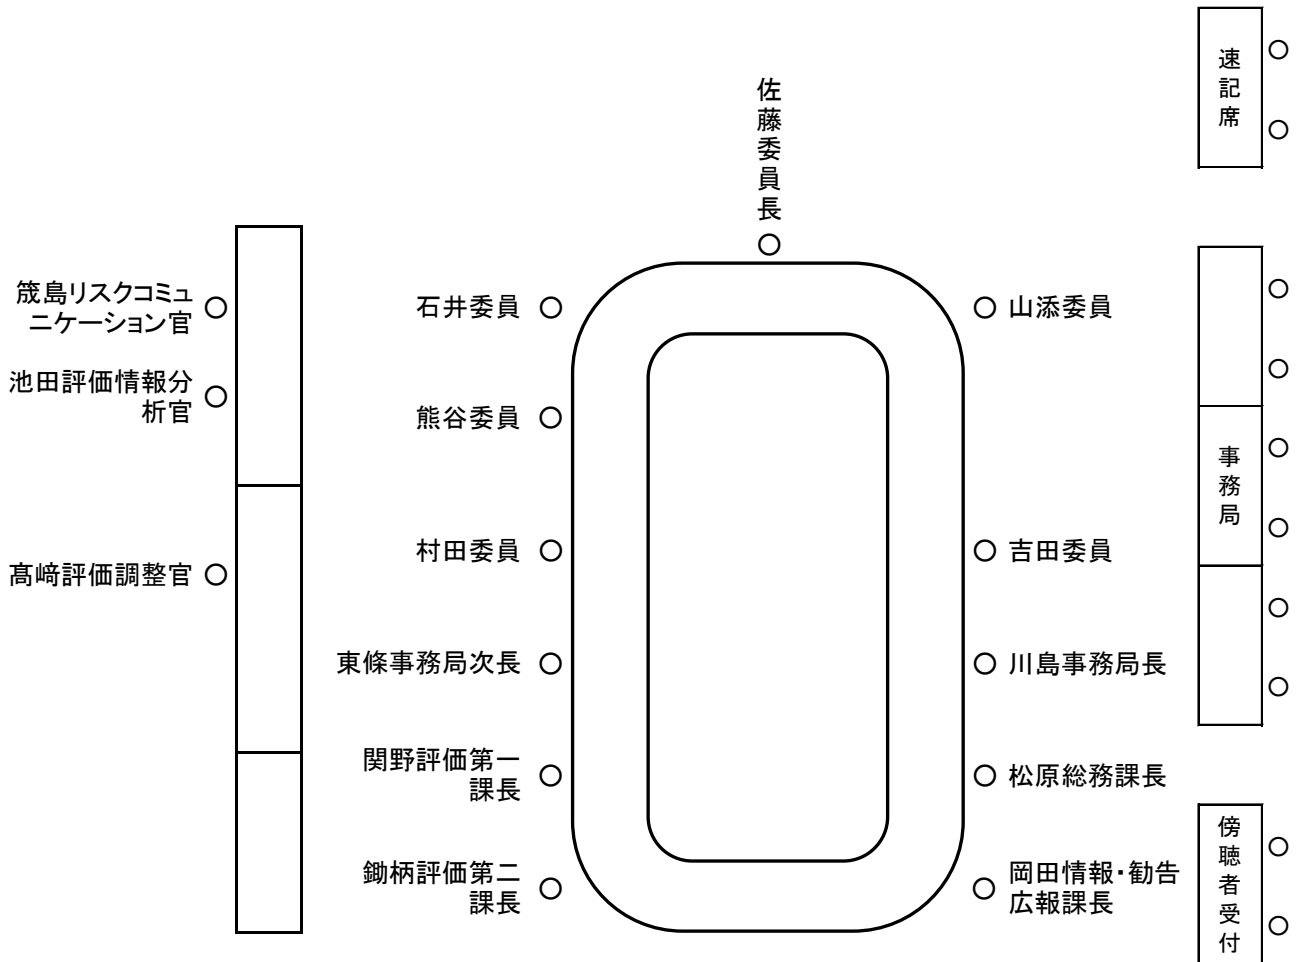 速記席
佐藤委員長
筬島リスクコミュ
ニケーション官
池田評価情報分
析官
髙﨑評価調整官
石井委員
熊谷委員
村田委員
東條事務局次長
関野評価第一
課長
鋤柄評価第二
課長
山添委員
吉田委員
川島事務局長
松原総務課長
岡田情報・勧告
広報課長
事務局
傍聴者受付